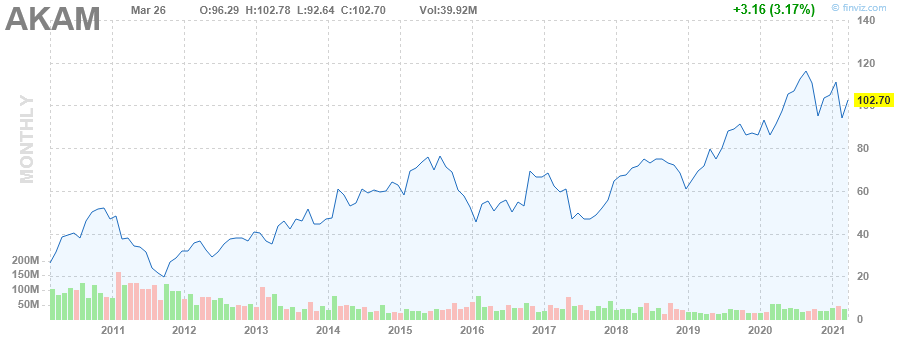 AKAM Mar 26 O:96.29 H:102.78 L:92.64 C:102.70 Vol:39.92M +3.16 (3.17%) © finviz.com
MONTHLY
140
120
102.70
100
80
60
40
20
0
200M
150M
100M
50M
2011 2012 2013 2014 2015 2016 2017 2018 2019 2020 2021